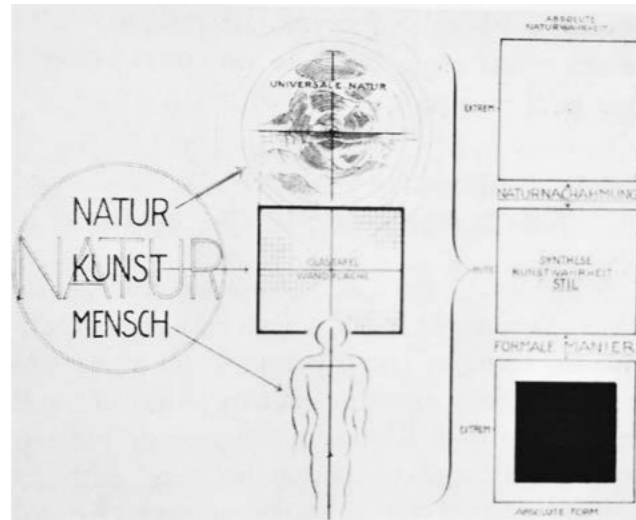 ABSOLUTE
NATURWAHRHEIT
UNIVERSALE NATUR
EXTREM
NATUR
NATUR
KUNST
MENSCH
NATURNACHAHMUNG
GLASTAFEL
WANDFLÄCHE
MITTE
SYNTHESE
KUNSTWAHRHEIT
STIL
FORMALE MANIER
EXTREM
ABSOLUTE FORM